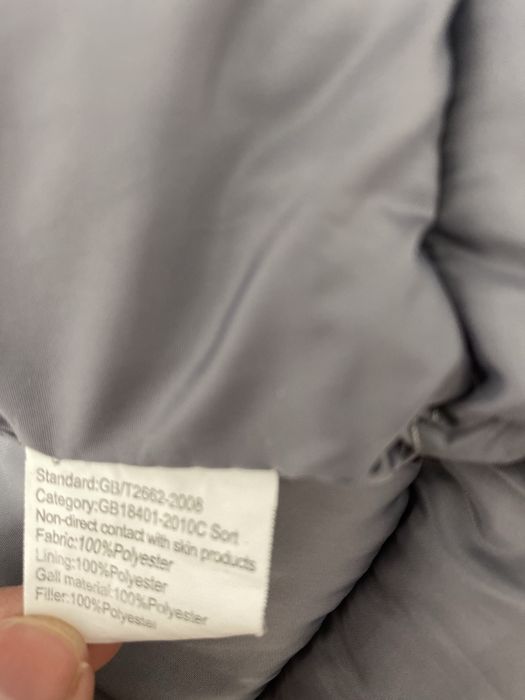 Standard:GB/T2662-2008
Category:GB18401-2010C Sort
Non-direct contact with skin products
Fabric:100%Polyester
Lining:100%Polyester
Gall material:100%Polyester
Filler:100%Polyester